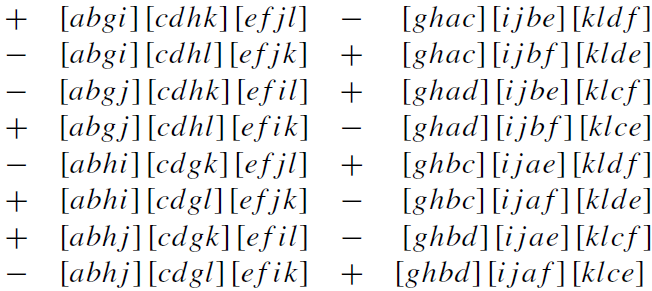 + [abgi][cdhk][efjl] − [ghac][ijbe][kldf]
− [abgi][cdhl][efjk] + [ghac][ijbf][klde]
− [abgj][cdhk][efil] + [ghad][ijbe][klcf]
+ [abgj][cdhl][efik] − [ghad][ijbf][klce]
− [abhi][cdgk][efjl] + [ghbc][ijae][kldf]
+ [abhi][cdgl][efjk] − [ghbc][ijaf][klde]
+ [abhj][cdgk][efil] − [ghbd][ijae][klcf]
− [abhj][cdgl][efik] + [ghbd][ijaf][klce]